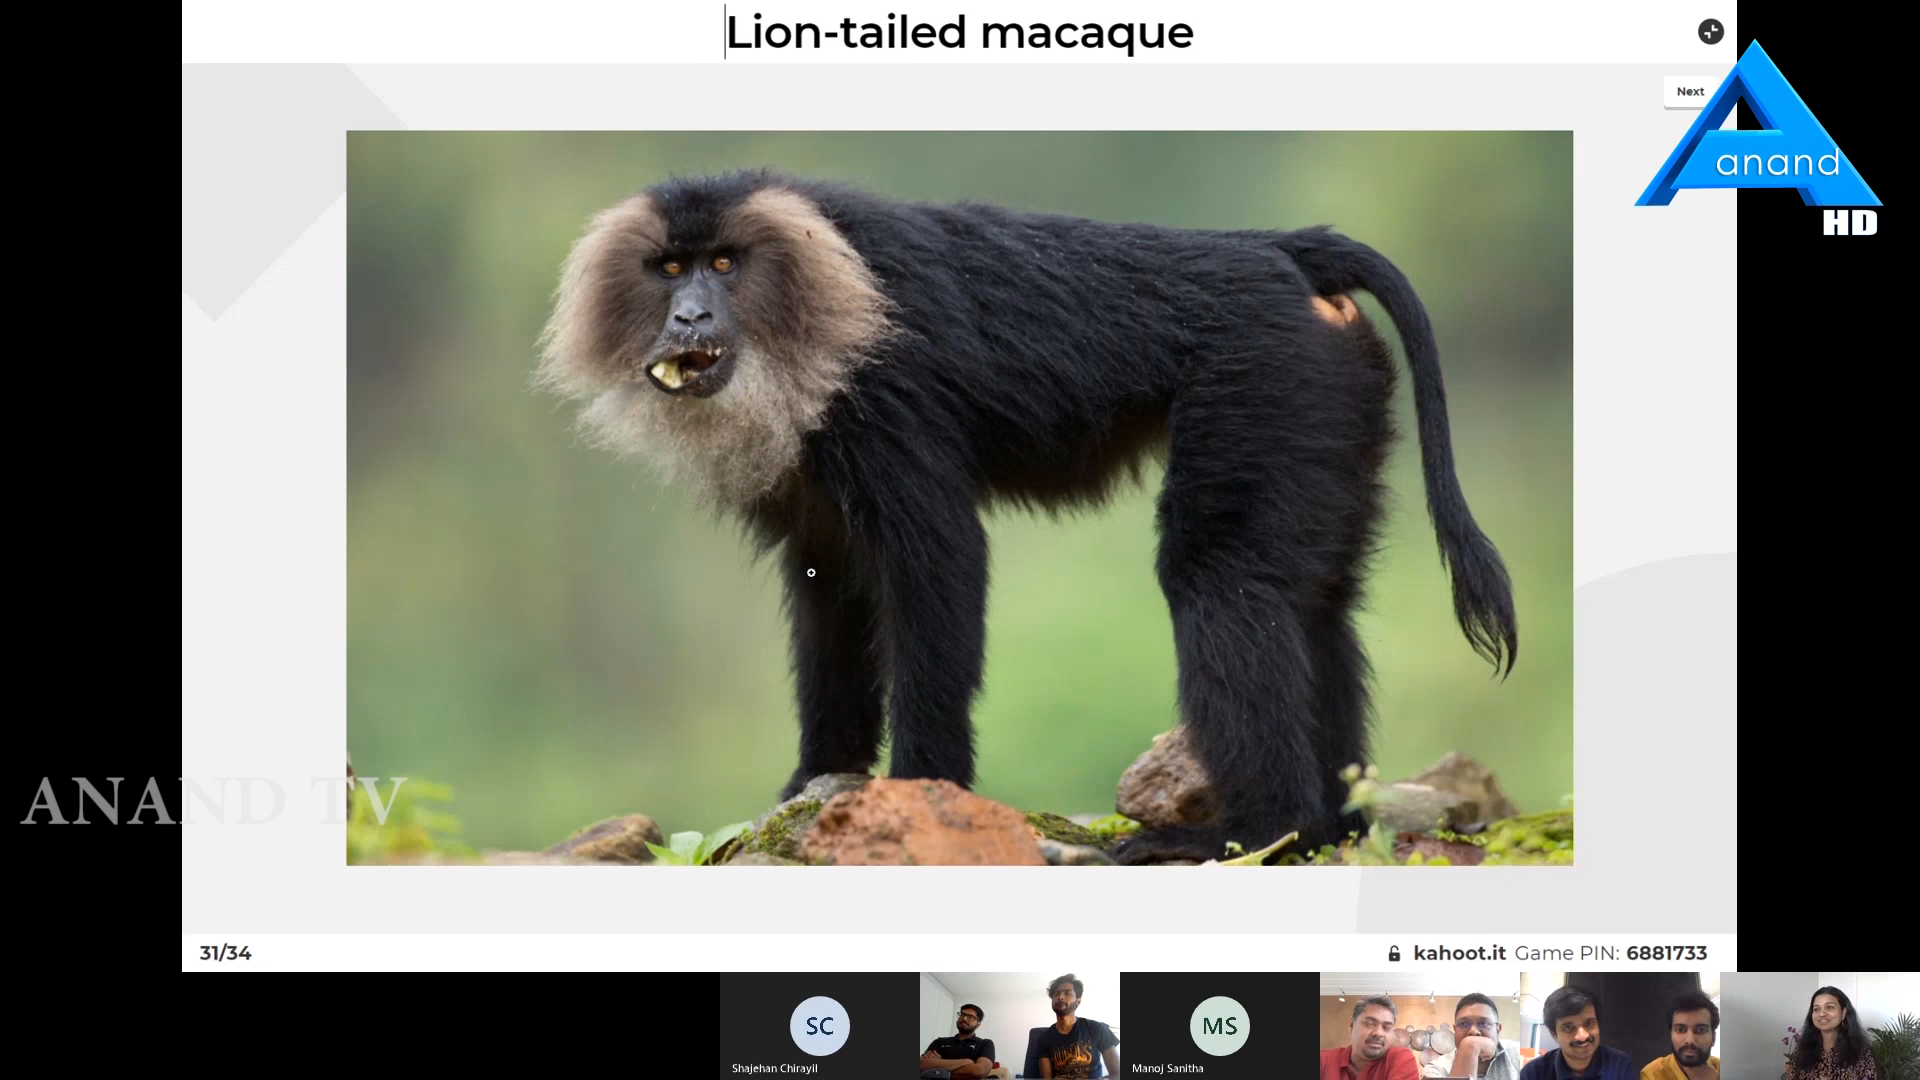 Lion-tailed macaque
Next
anand
HD
ANAND TV
31/34
kahoot.it Game PIN: 6881733
SC
MS
Shajehan Chirayil
Manoj Sanitha